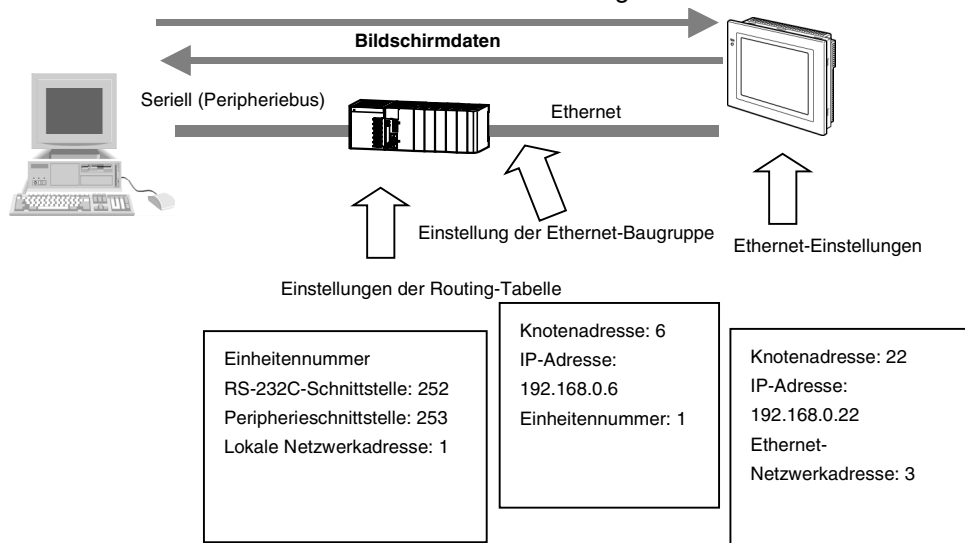 Bildschirmdaten
Seriell (Peripheriebus)
Ethernet
Einstellung der Ethernet-Baugruppe
Ethernet-Einstellungen
Einstellungen der Routing-Tabelle
Einheitennummer
RS-232C-Schnittstelle: 252
Peripherieschnittstelle: 253
Lokale Netzwerkadresse: 1
Knotenadresse: 6
IP-Adresse:
192.168.0.6
Einheitennummer: 1
Knotenadresse: 22
IP-Adresse:
192.168.0.22
Ethernet-
Netzwerkadresse: 3